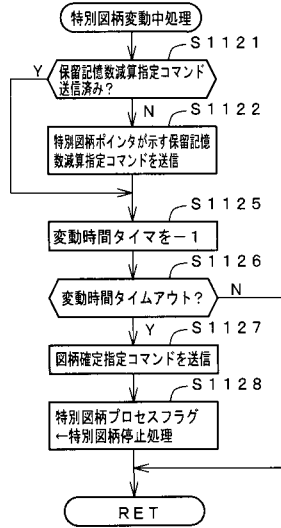 特別図柄変動中処理
S1121
Y
保留記憶数減算指定コマンド
送信済み?
N
S1122
特別図柄ポインタが示す保留記憶
数減算指定コマンドを送信
S1125
変動時間タイマを-1
S1126
変動時間タイムアウト?
N
Y
S1127
図柄確定指定コマンドを送信
S1128
特別図柄プロセスフラグ
←特別図柄停止処理
RET